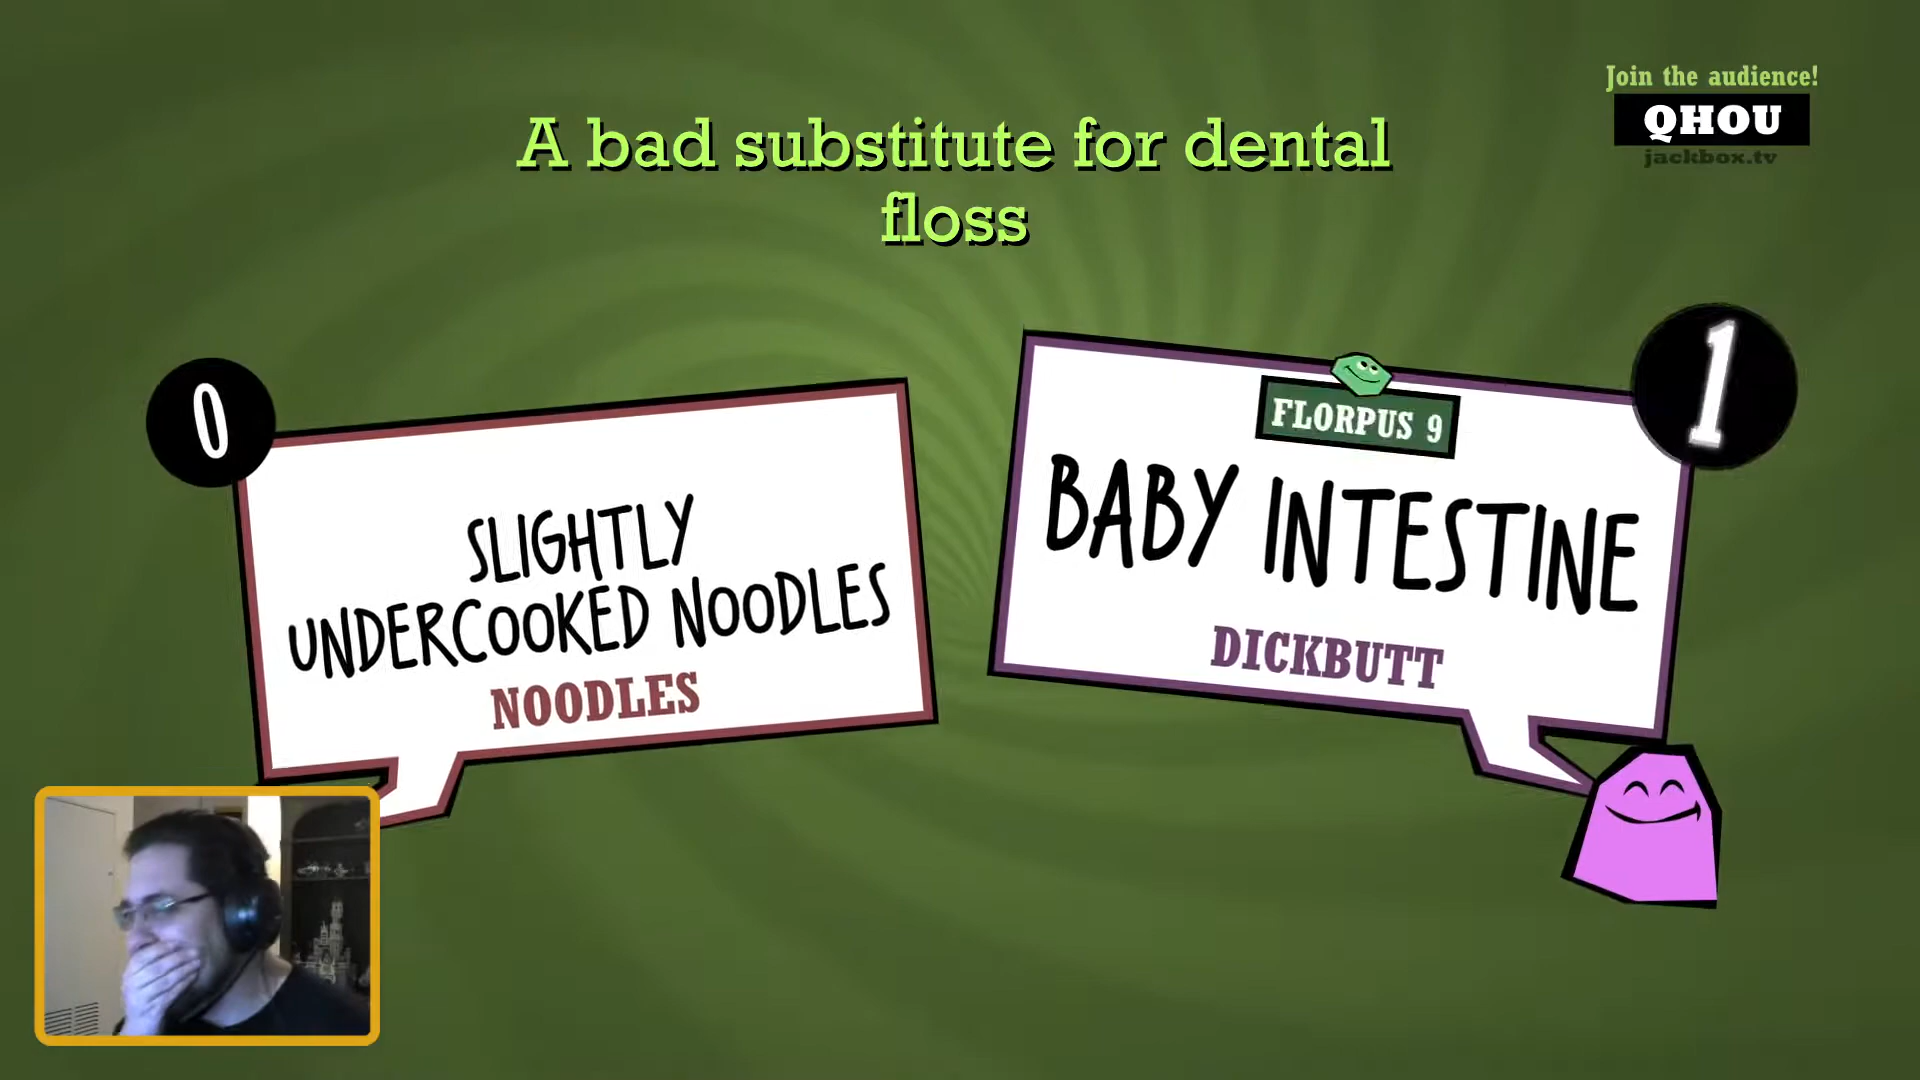 Join the audience!
QHOU
jackbox.tv
A bad substitute for dental
floss
0
SLIGHTLY
UNDERCOOKED NOODLES
NOODLES
1
FLORPUS 9
BABY INTESTINE
DICKBUTT